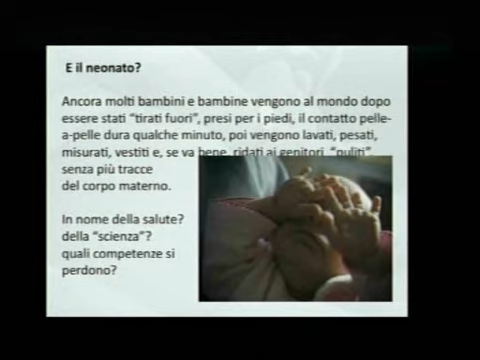 E il neonato?
Ancora molti bambini e bambine vengono al mondo dopo
essere stati “tirati fuori”, presi per i piedi, il contatto pelle-
a-pelle dura qualche minuto, poi vengono lavati, pesati,
misurati, vestiti e, se va bene, ridati ai genitori, “puliti”
senza più tracce
del corpo materno.
In nome della salute?
della “scienza”?
quali competenze si
perdono?